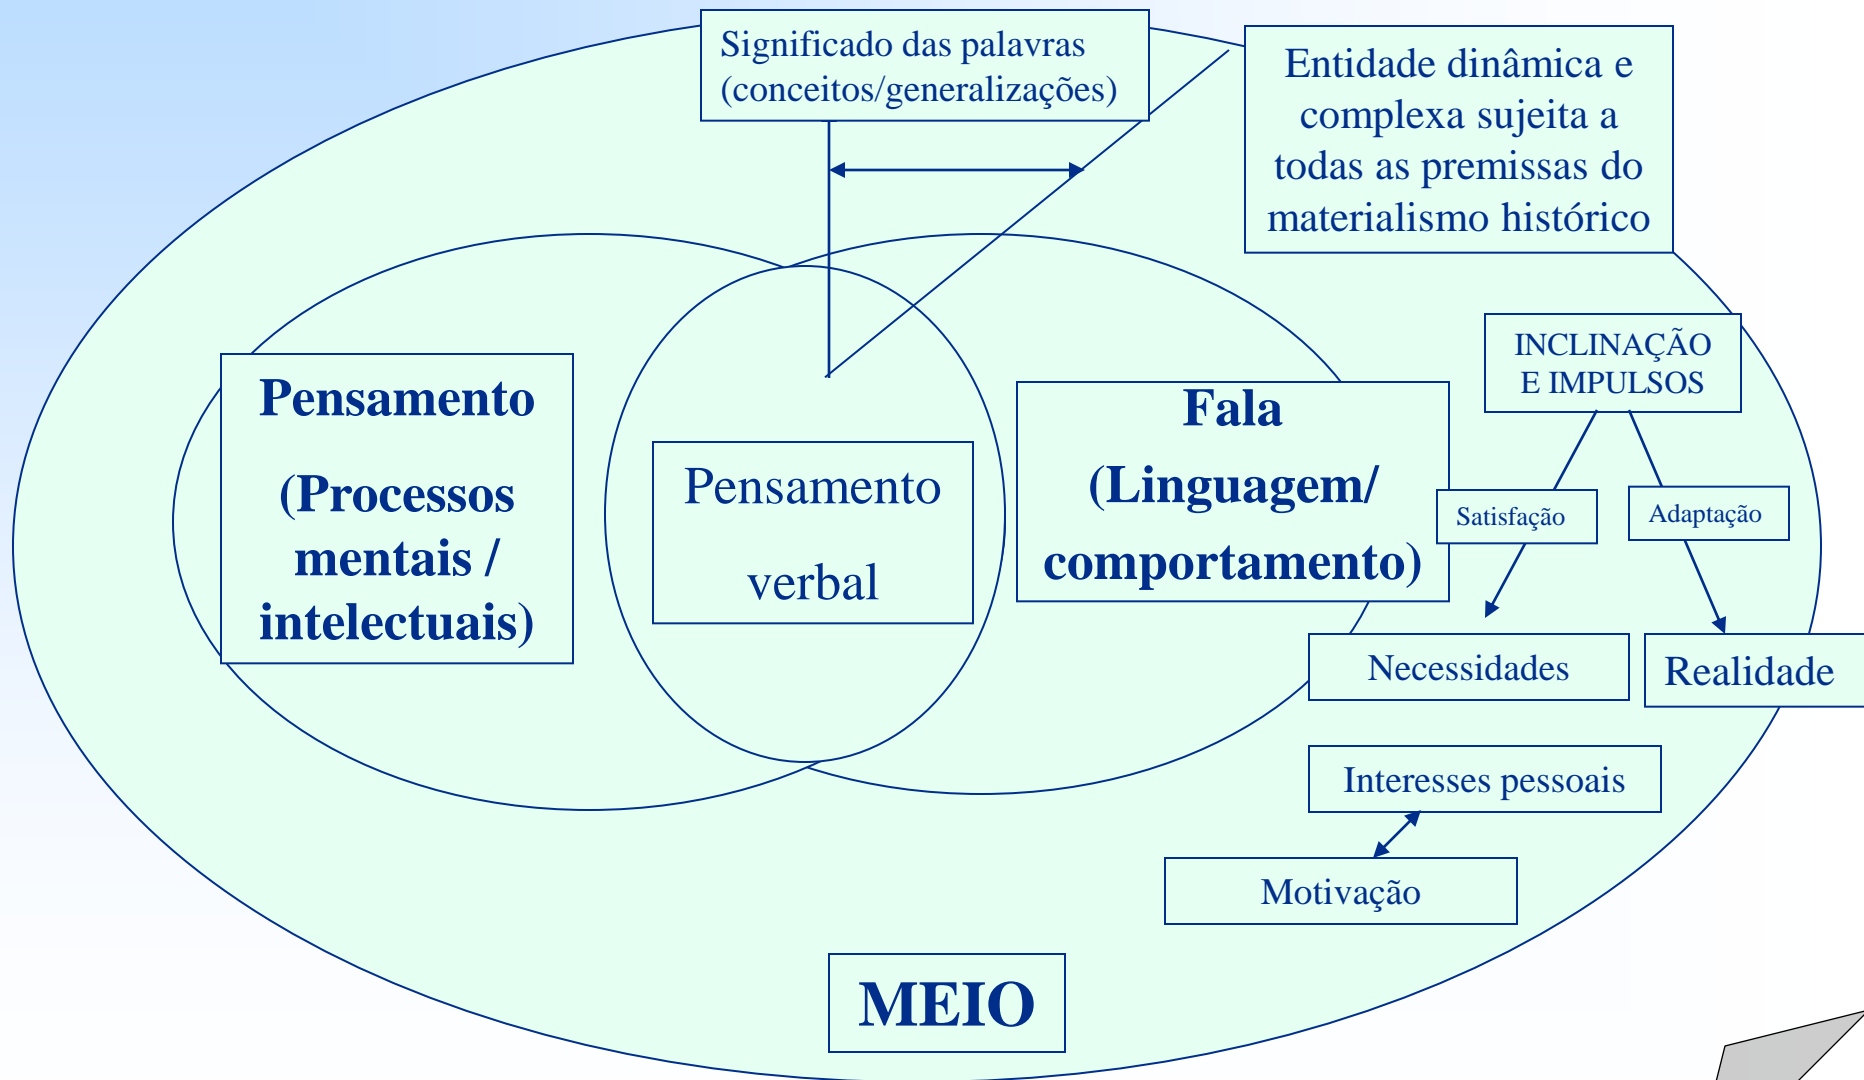 Significado das palavras
(conceitos/generalizações)
Entidade dinâmica e
complexa sujeita a
todas as premissas do
materialismo histórico
Pensamento
(Processos
mentais /
intelectuais)
Pensamento
verbal
Fala
(Linguagem/
comportamento)
INCLINAÇÃO
E IMPULSOS
Satisfação
Adaptação
Necessidades
Realidade
Interesses pessoais
Motivação
MEIO